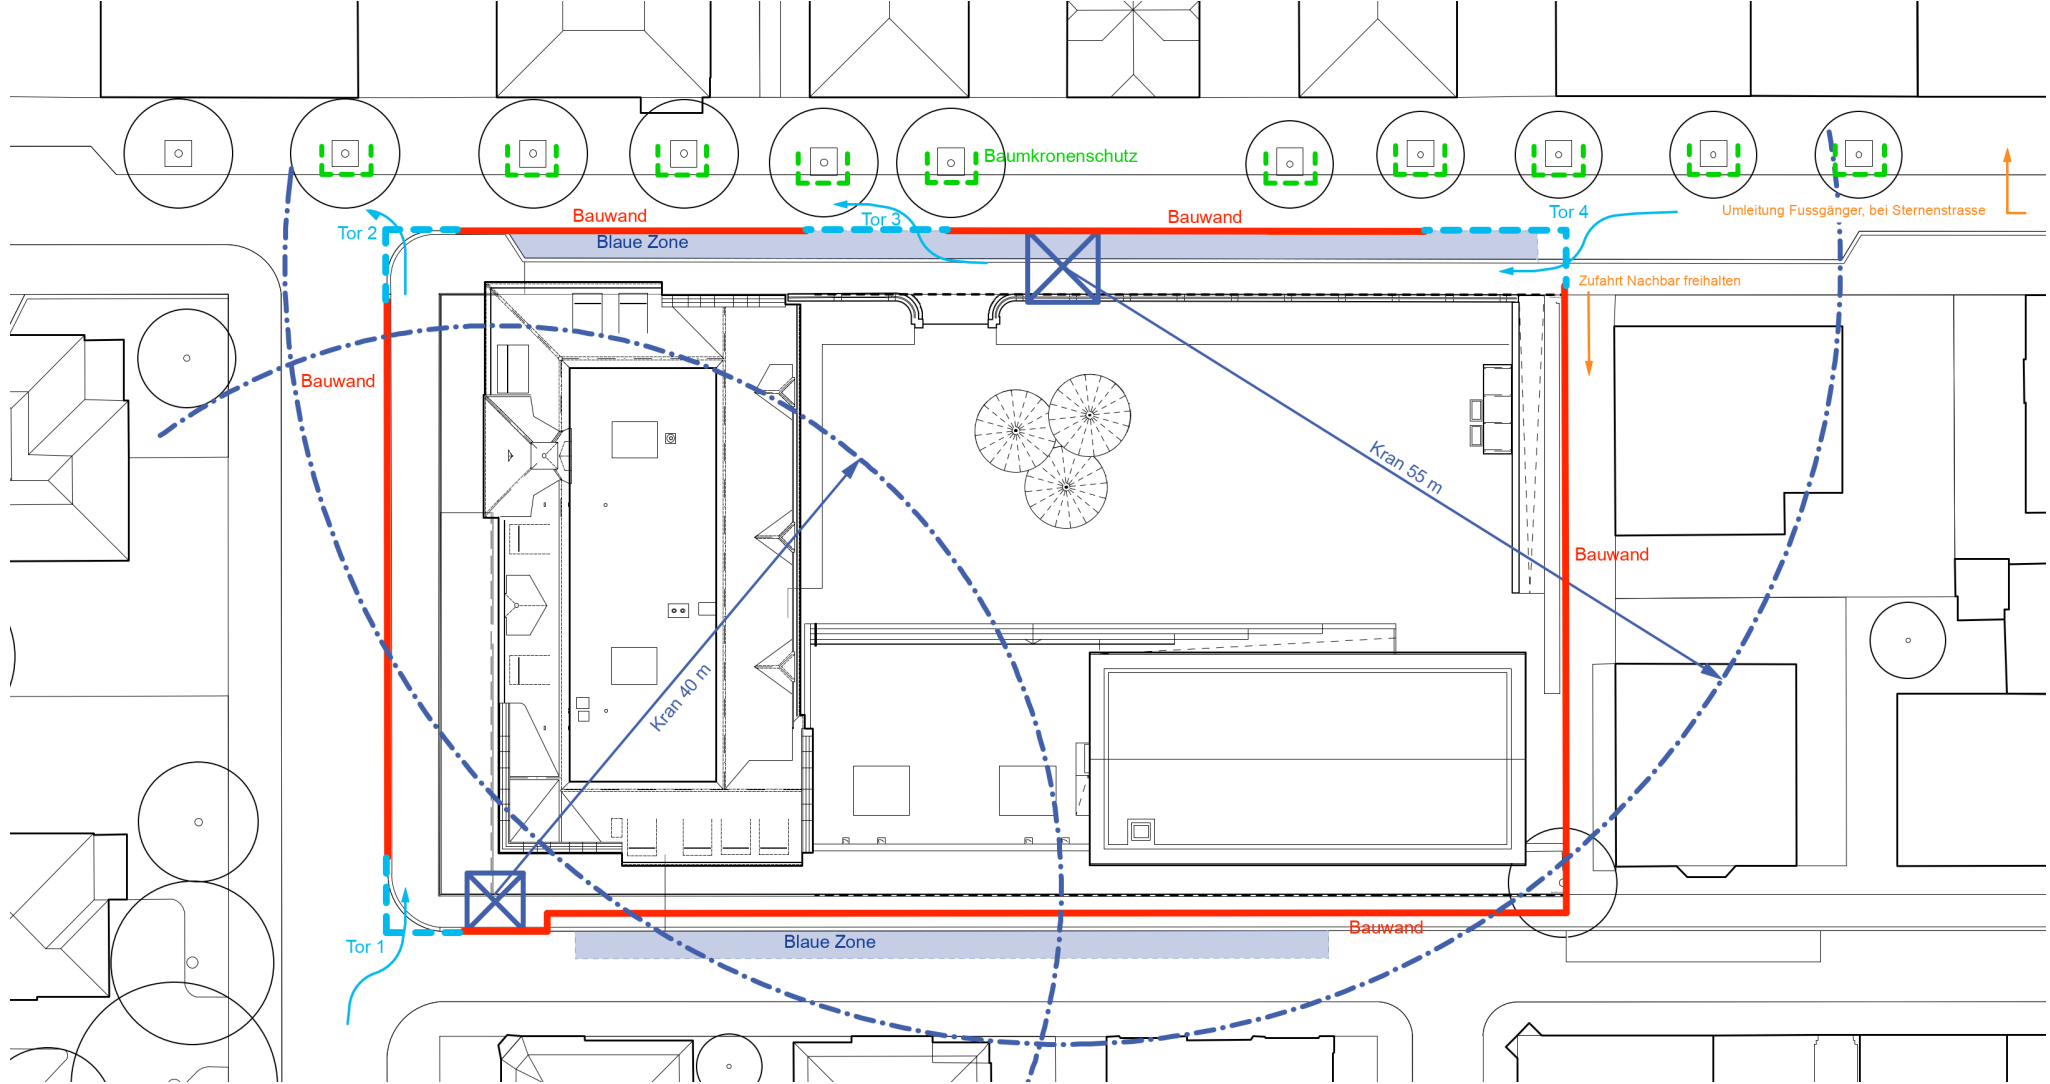 Baumkronenschutz
Bauwand
Bauwand
Tor 2
Tor 3
Tor 4
Umleitung Fussgänger, bei Sternenstrasse
Blaue Zone
Zufahrt Nachbar freihalten
Bauwand
Kran 55 m
Bauwand
Kran 40 m
Bauwand
Tor 1
Blaue Zone